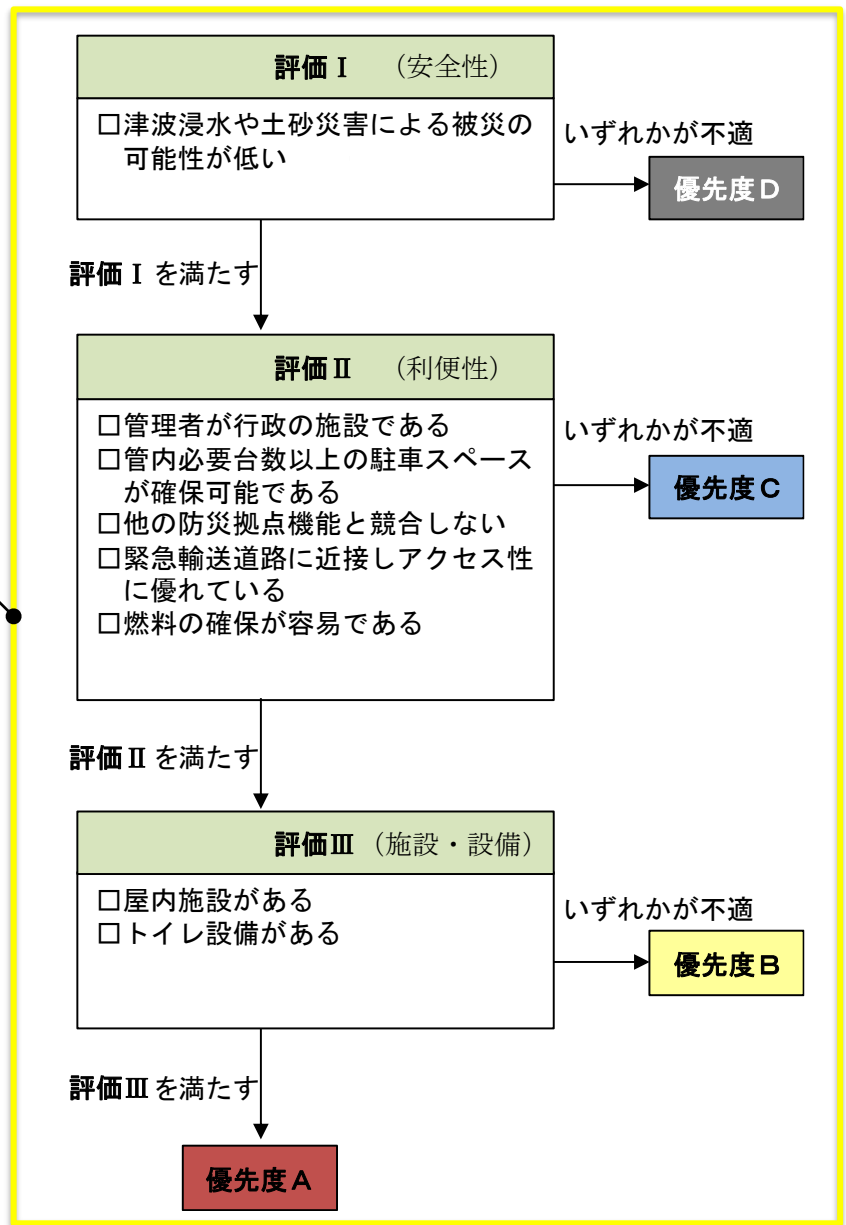 評価Ⅰ （安全性）
□津波浸水や土砂災害による被災の
可能性が低い
いずれかが不適
優先度Ｄ
評価Ⅰを満たす
評価Ⅱ （利便性）
□管理者が行政の施設である
□管内必要台数以上の駐車スペース
が確保可能である
□他の防災拠点機能と競合しない
□緊急輸送道路に近接しアクセス性
に優れている
□燃料の確保が容易である
いずれかが不適
優先度Ｃ
評価Ⅱを満たす
評価Ⅲ（施設・設備）
□屋内施設がある
□トイレ設備がある
いずれかが不適
優先度Ｂ
評価Ⅲを満たす
優先度Ａ